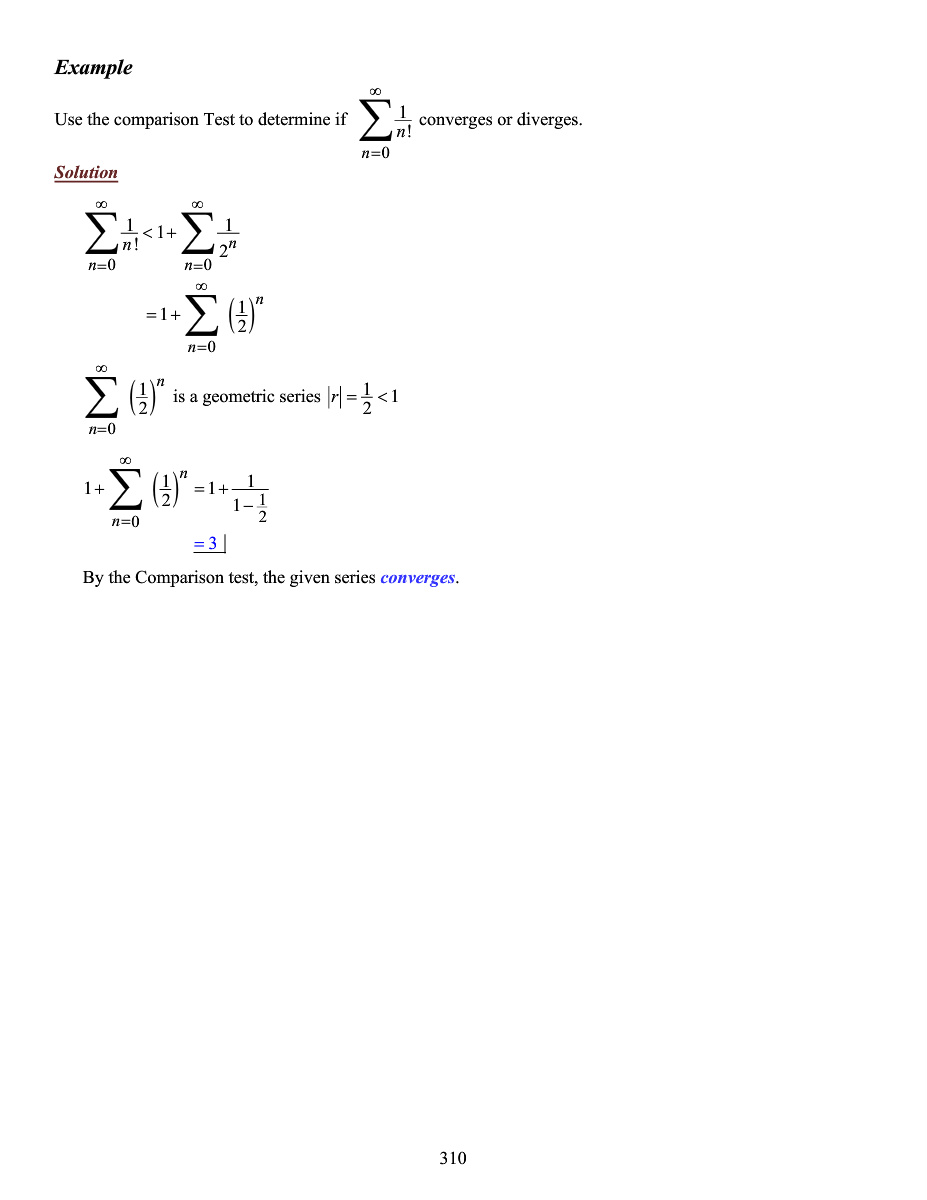 Example
Use the comparison Test to determine if $\sum_{n=0}^{\infty} \frac{1}{n!}$ converges or diverges.
Solution
$\sum_{n=0}^{\infty} \frac{1}{n!} < 1 + \sum_{n=0}^{\infty} \frac{1}{2^n}$
$= 1 + \sum_{n=0}^{\infty} \left(\frac{1}{2}\right)^n$
$\sum_{n=0}^{\infty} \left(\frac{1}{2}\right)^n$ is a geometric series $|r| = \frac{1}{2} < 1$
$1 + \sum_{n=0}^{\infty} \left(\frac{1}{2}\right)^n = 1 + \frac{1}{1 - \frac{1}{2}}$
$= 3$ |
By the Comparison test, the given series converges.
310